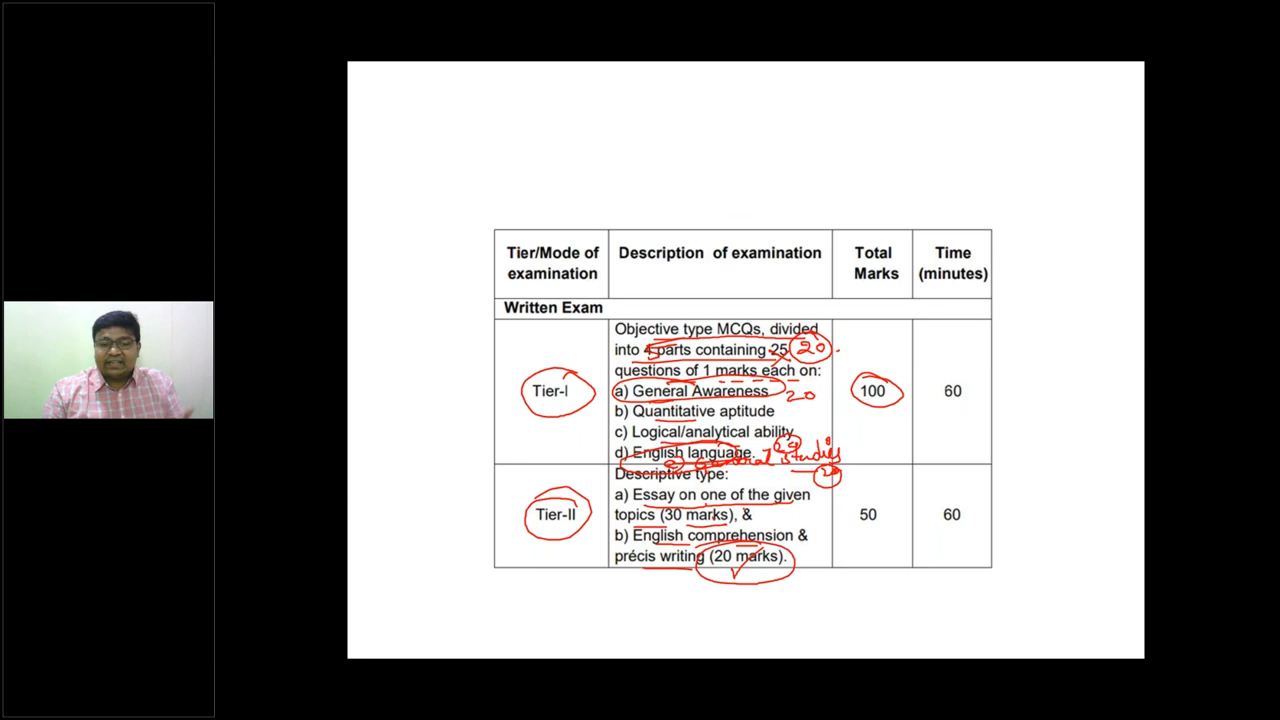 Tier/Mode of examination
Description of examination
Total Marks
Time (minutes)
Written Exam
Tier-I
Objective type MCQs, divided
into 4 parts containing 25 20
5
questions of 1 marks each on:
a) General Awareness 20
b) Quantitative aptitude
c) Logical/analytical ability
d) English language.
e) General Studies
20
100
60
Tier-II
Descriptive type:
a) Essay on one of the given
topics (30 marks), &
b) English comprehension &
précis writing (20 marks).
50
60